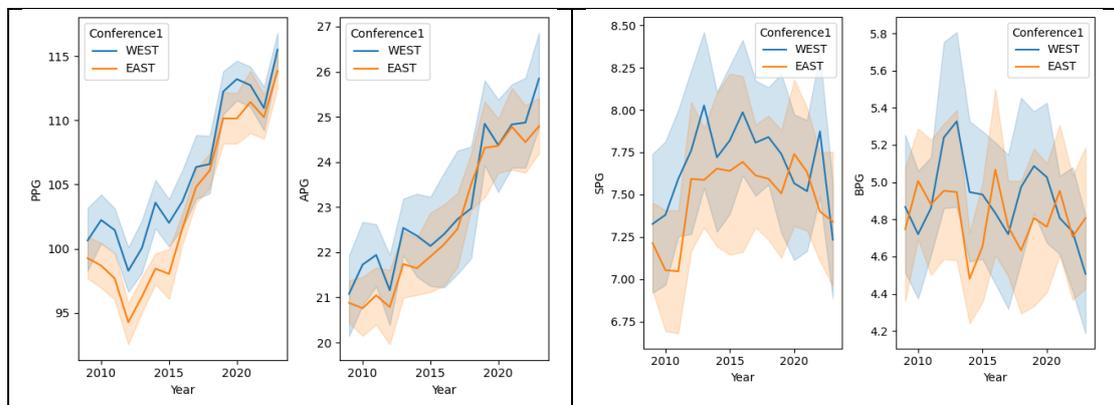 Conference1
WEST
EAST
PPG
115
110
105
100
95
2010
2015
2020
Year
Conference1
WEST
EAST
APG
27
26
25
24
23
22
21
20
2010
2015
2020
Year
Conference1
WEST
EAST
SPG
8.50
8.25
8.00
7.75
7.50
7.25
7.00
6.75
2010
2015
2020
Year
Conference1
WEST
EAST
BPG
5.8
5.6
5.4
5.2
5.0
4.8
4.6
4.4
4.2
2010
2015
2020
Year